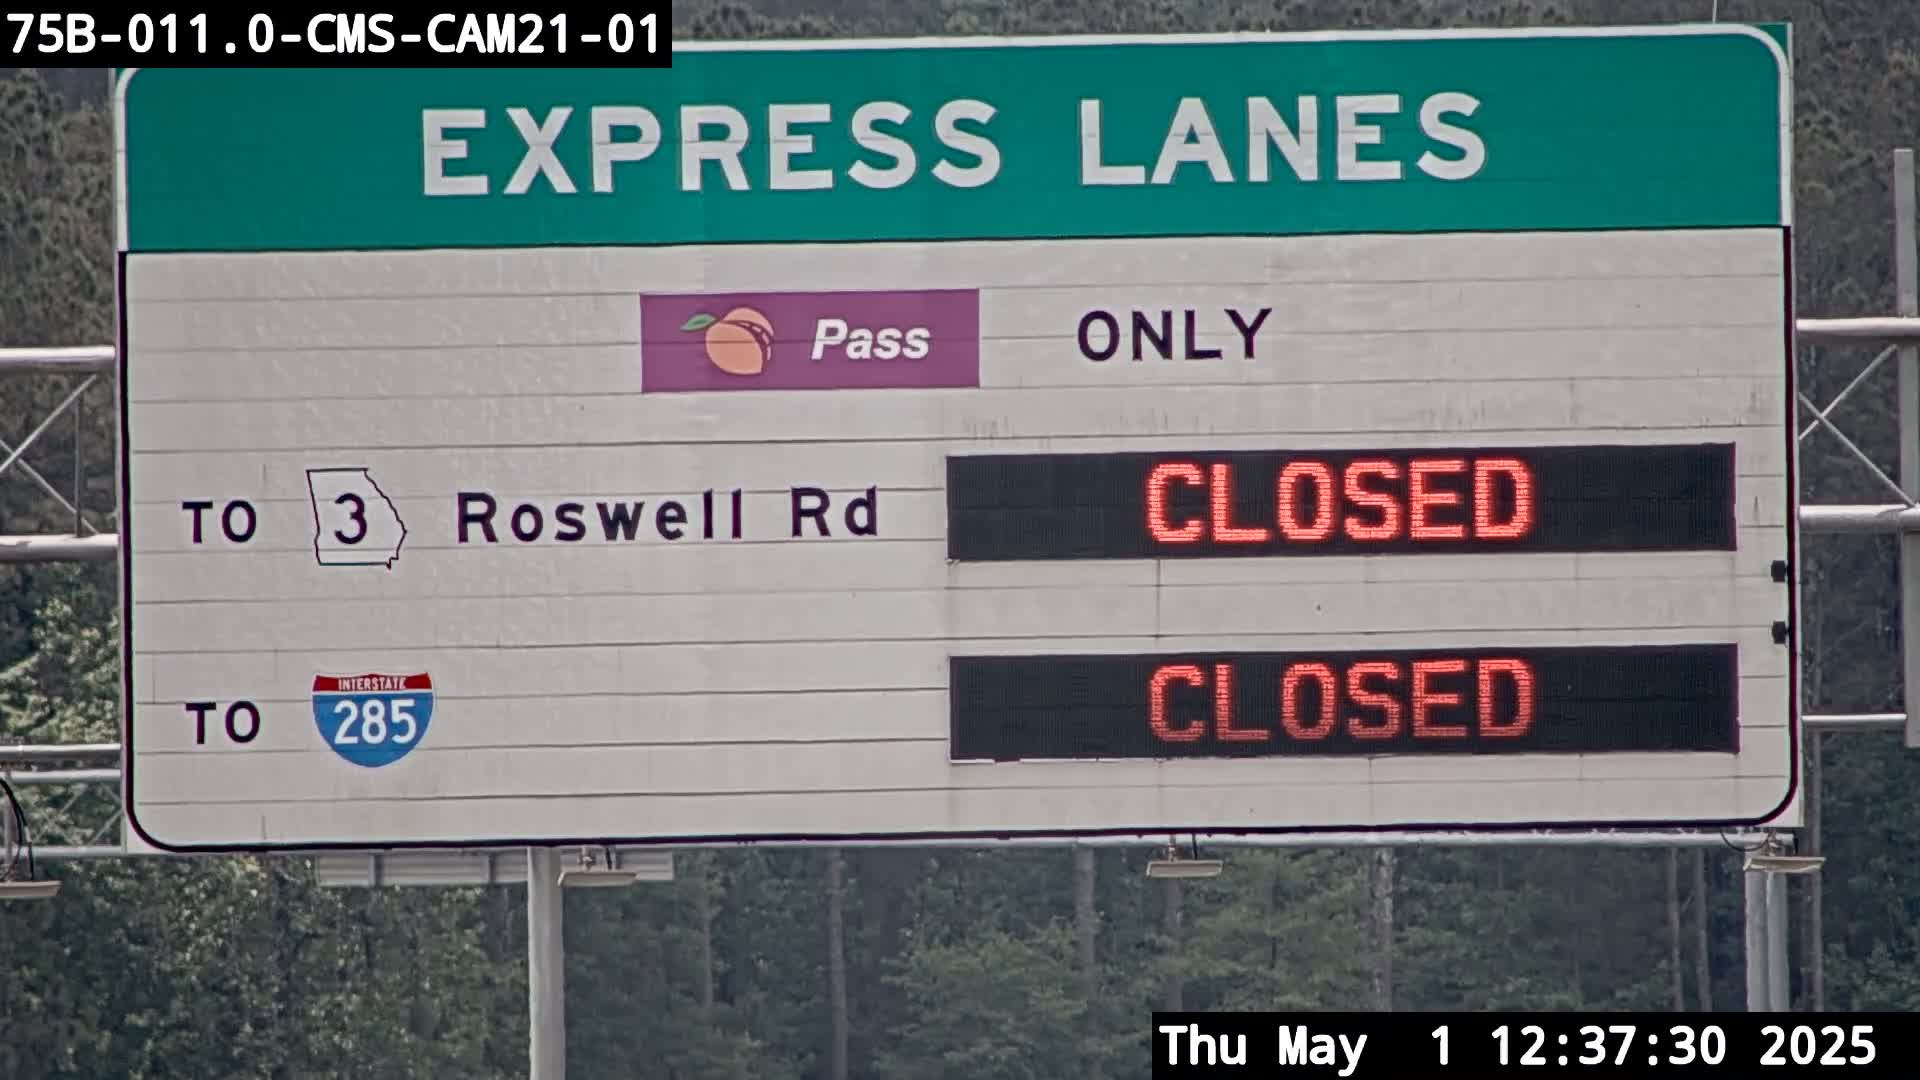 75B-011.0-CMS-CAM21-01
EXPRESS LANES
Pass ONLY
TO 3 Roswell Rd CLOSED
TO INTERSTATE 285 CLOSED
Thu May 1 12:37:30 2025